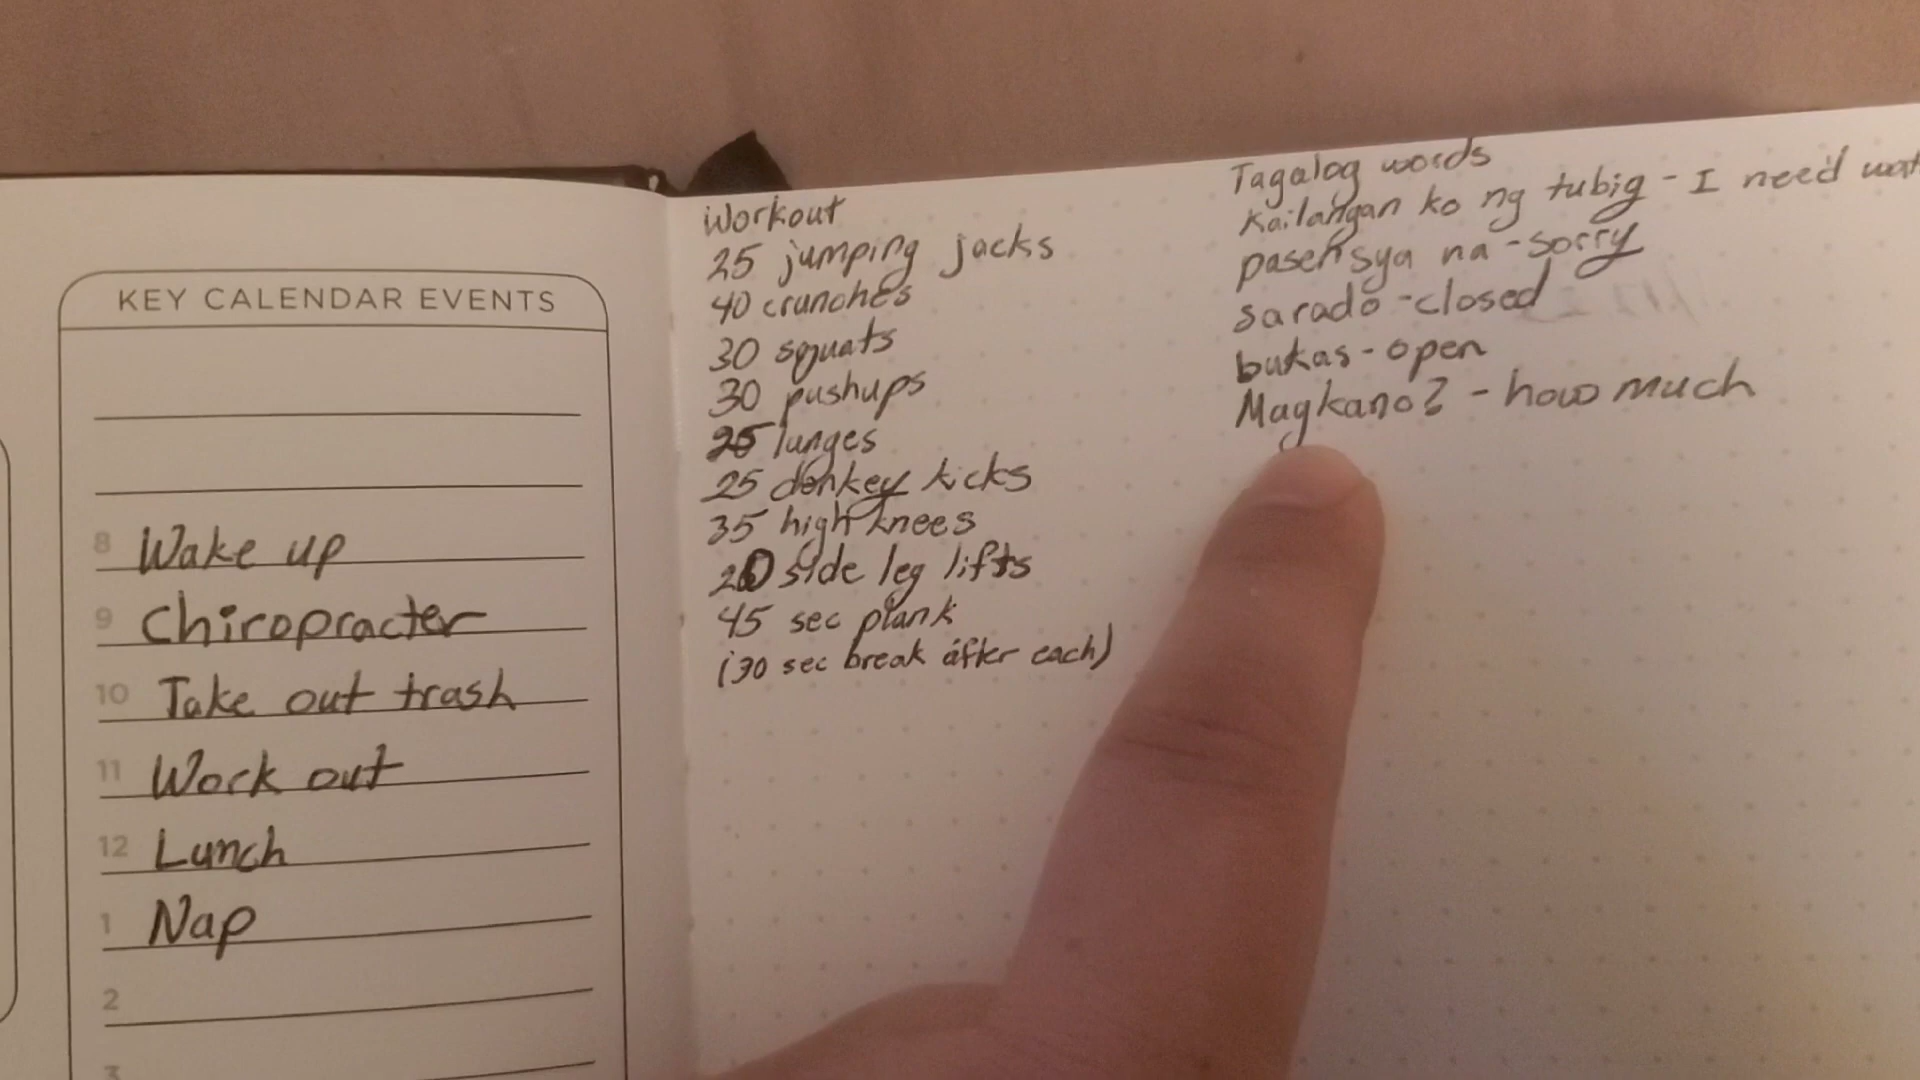 KEY CALENDAR EVENTS
8 Wake up
9 Chiropracter
10 Take out trash
11 Work out
12 Lunch
1 Nap
2
3
Workout
25 jumping jacks
40 crunches
30 squats
30 pushups
25 lunges
25 donkey kicks
35 high knees
20 side leg lifts
45 sec plank
(30 sec break after each)
Tagalog words
Kailangan ko ng tubig - I need
pasensya na - sorry
sarado - closed
bukas - open
Magkano? - how much